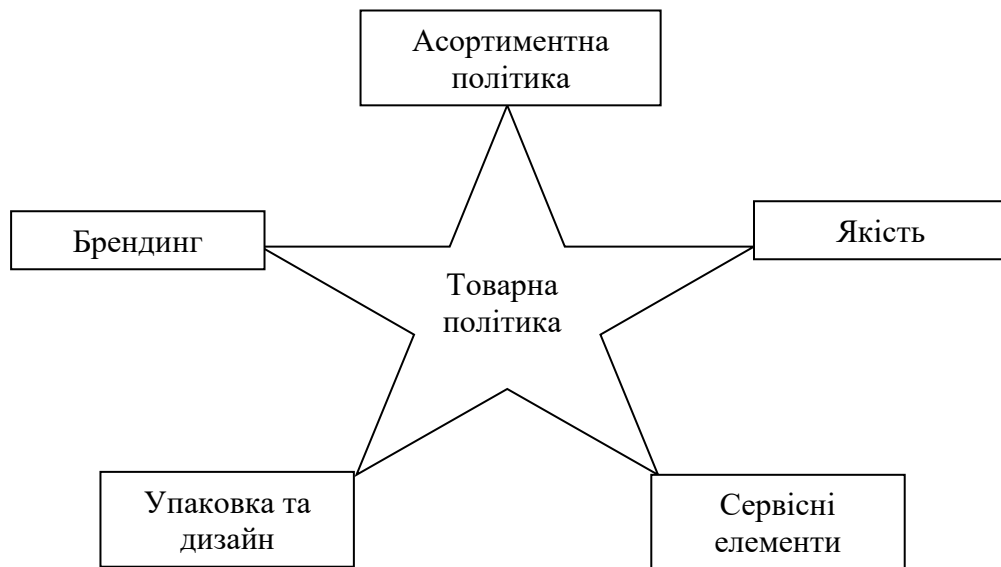 Асортиментна
політика
Брендинг
Якість
Товарна
політика
Упаковка та
дизайн
Сервісні
елементи